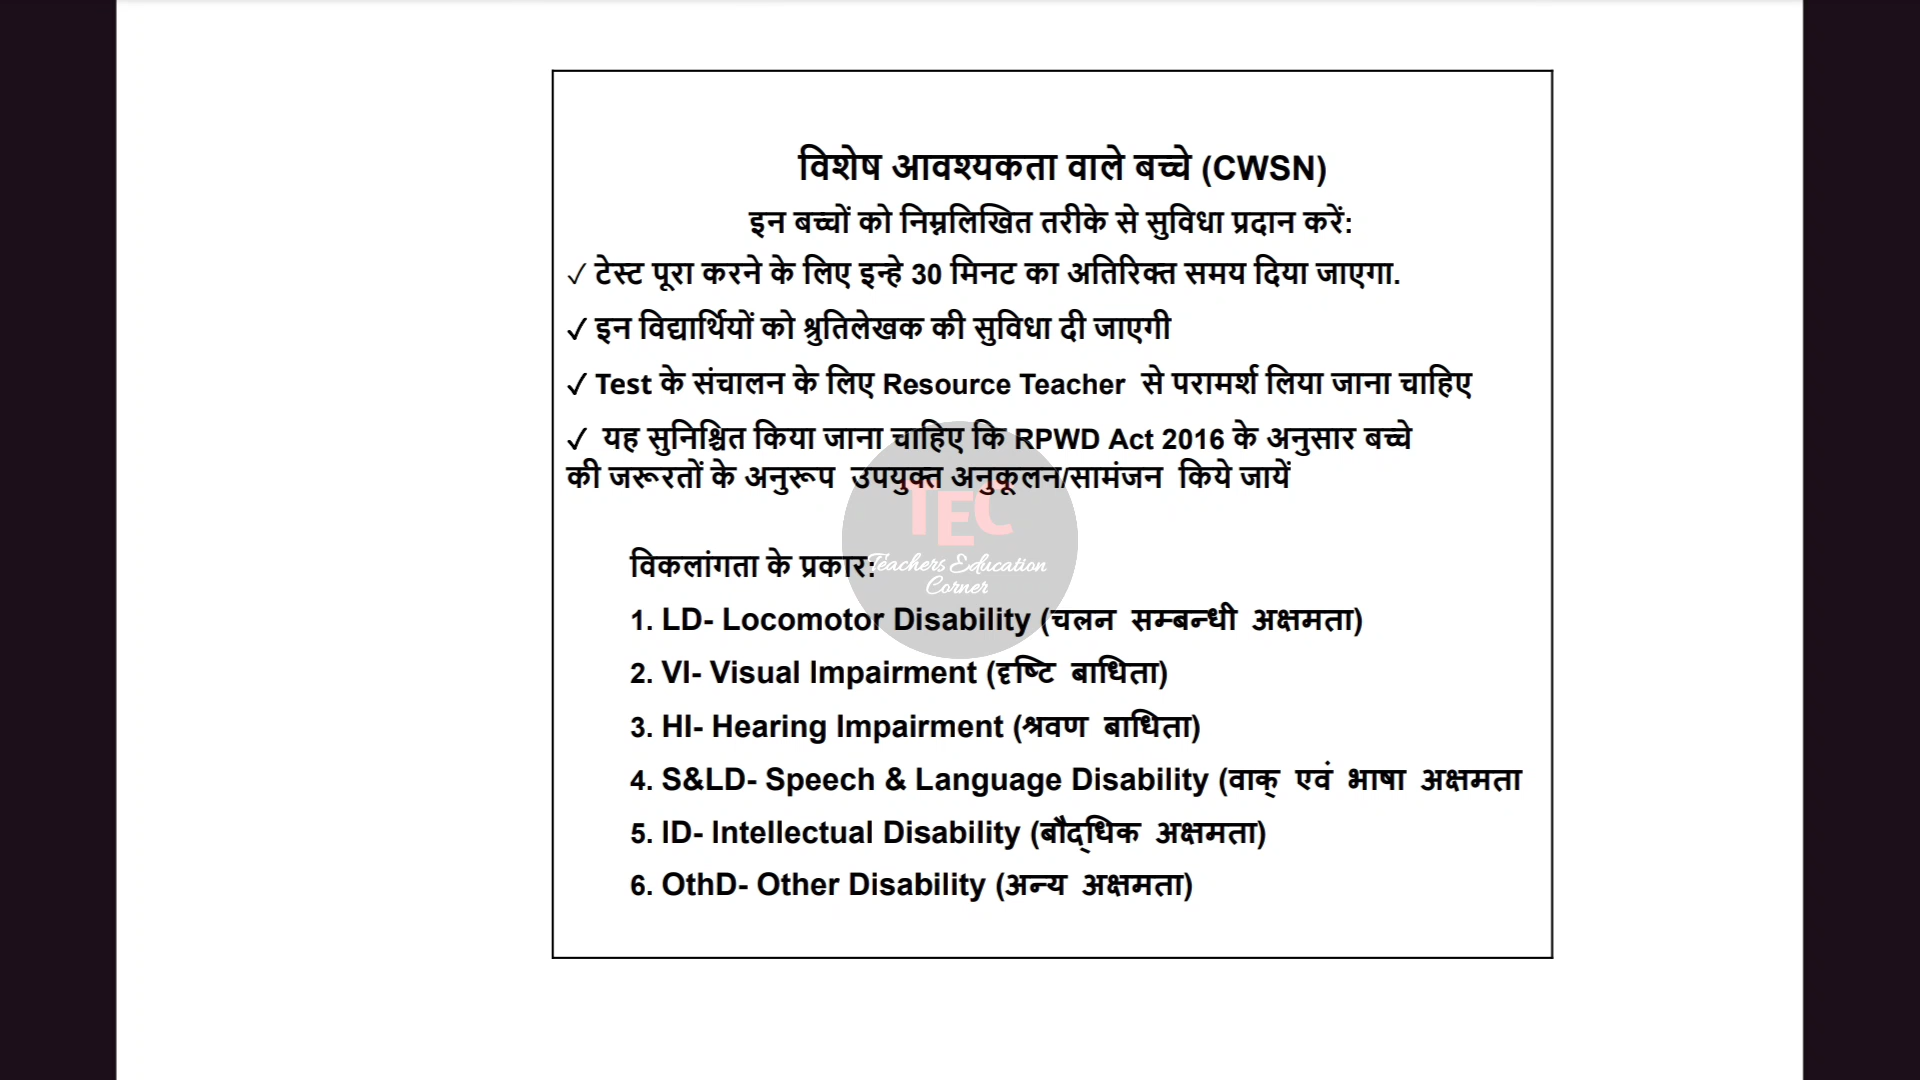 विशेष आवश्यकता वाले बच्चे (CWSN)
इन बच्चों को निम्नलिखित तरीके से सुविधा प्रदान करें:
✓ टेस्ट पूरा करने के लिए इन्हे 30 मिनट का अतिरिक्त समय दिया जाएगा.
✓ इन विद्यार्थियों को श्रुतिलेखक की सुविधा दी जाएगी
✓ Test के संचालन के लिए Resource Teacher से परामर्श लिया जाना चाहिए
✓ यह सुनिश्चित किया जाना चाहिए कि RPWD Act 2016 के अनुसार बच्चे
की जरूरतों के अनुरूप उपयुक्त अनुकूलन/सामंजन किये जायें
TEC
Teachers Education
Corner
विकलांगता के प्रकार:
1. LD- Locomotor Disability (चलन सम्बन्धी अक्षमता)
2. VI- Visual Impairment (दृष्टि बाधिता)
3. HI- Hearing Impairment (श्रवण बाधिता)
4. S&LD- Speech & Language Disability (वाक् एवं भाषा अक्षमता
5. ID- Intellectual Disability (बौद्धिक अक्षमता)
6. OthD- Other Disability (अन्य अक्षमता)